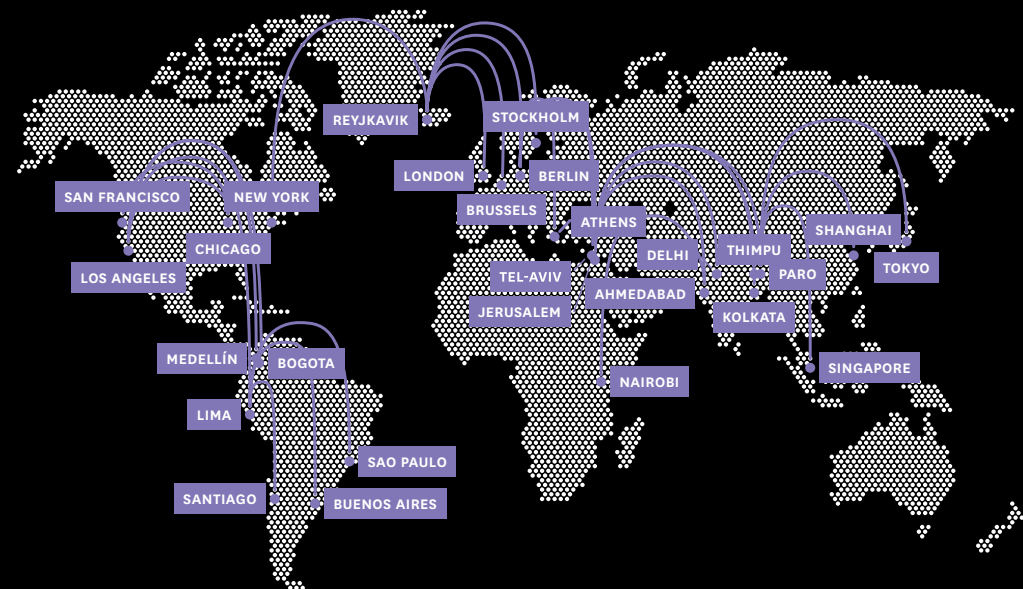 REYJKAVIK
STOCKHOLM
LONDON
BERLIN
SAN FRANCISCO
NEW YORK
BRUSSELS
ATHENS
SHANGHAI
CHICAGO
DELHI
THIMPU
TOKYO
LOS ANGELES
TEL-AVIV
PARO
AHMEDABAD
JERUSALEM
KOLKATA
MEDELLÍN
BOGOTA
SINGAPORE
NAIROBI
LIMA
SAO PAULO
SANTIAGO
BUENOS AIRES